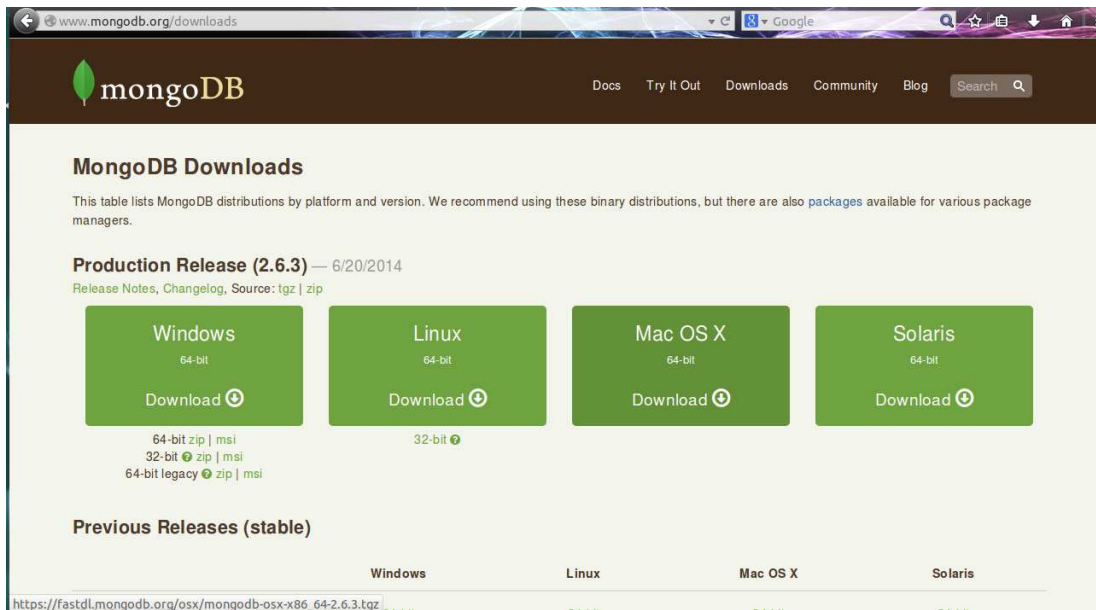 www.mongodb.org/downloads
Google
mongoDB
Docs Try It Out Downloads Community Blog Search
MongoDB Downloads
This table lists MongoDB distributions by platform and version. We recommend using these binary distributions, but there are also packages available for various package
managers.
Production Release (2.6.3) — 6/20/2014
Release Notes, Changelog, Source: tgz | zip
Windows
64-bit
Download
Linux
64-bit
Download
Mac OS X
64-bit
Download
Solaris
64-bit
Download
64-bit zip | msi
32-bit zip | msi
64-bit legacy zip | msi
32-bit
Previous Releases (stable)
Windows Linux Mac OS X Solaris
https://fastdl.mongodb.org/osx/mongodb-osx-x86_64-2.6.3.tgz